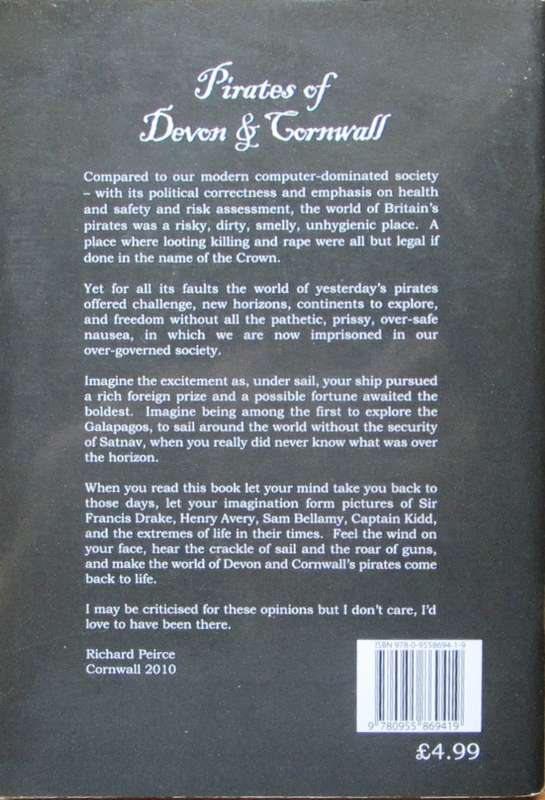 Pirates of
Devon & Cornwall
Compared to our modern computer-dominated society
– with its political correctness and emphasis on health
and safety and risk assessment, the world of Britain's
pirates was a risky, dirty, smelly, unhygienic place. A
place where looting killing and rape were all but legal if
done in the name of the Crown.
Yet for all its faults the world of yesterday's pirates
offered challenge, new horizons, continents to explore,
and freedom without all the pathetic, prissy, over-safe
nausea, in which we are now imprisoned in our
over-governed society.
Imagine the excitement as, under sail, your ship pursued
a rich foreign prize and a possible fortune awaited the
boldest. Imagine being among the first to explore the
Galapagos, to sail around the world without the security
of Satnav, when you really did never know what was over
the horizon.
When you read this book let your mind take you back to
those days, let your imagination form pictures of Sir
Francis Drake, Henry Avery, Sam Bellamy, Captain Kidd,
and the extremes of life in their times. Feel the wind on
your face, hear the crackle of sail and the roar of guns,
and make the world of Devon and Cornwall's pirates come
back to life.
I may be criticised for these opinions but I don't care, I'd
love to have been there.
Richard Peirce
Cornwall 2010
ISBN 978-0-9558694-1-9
9 780955 869419
£4.99